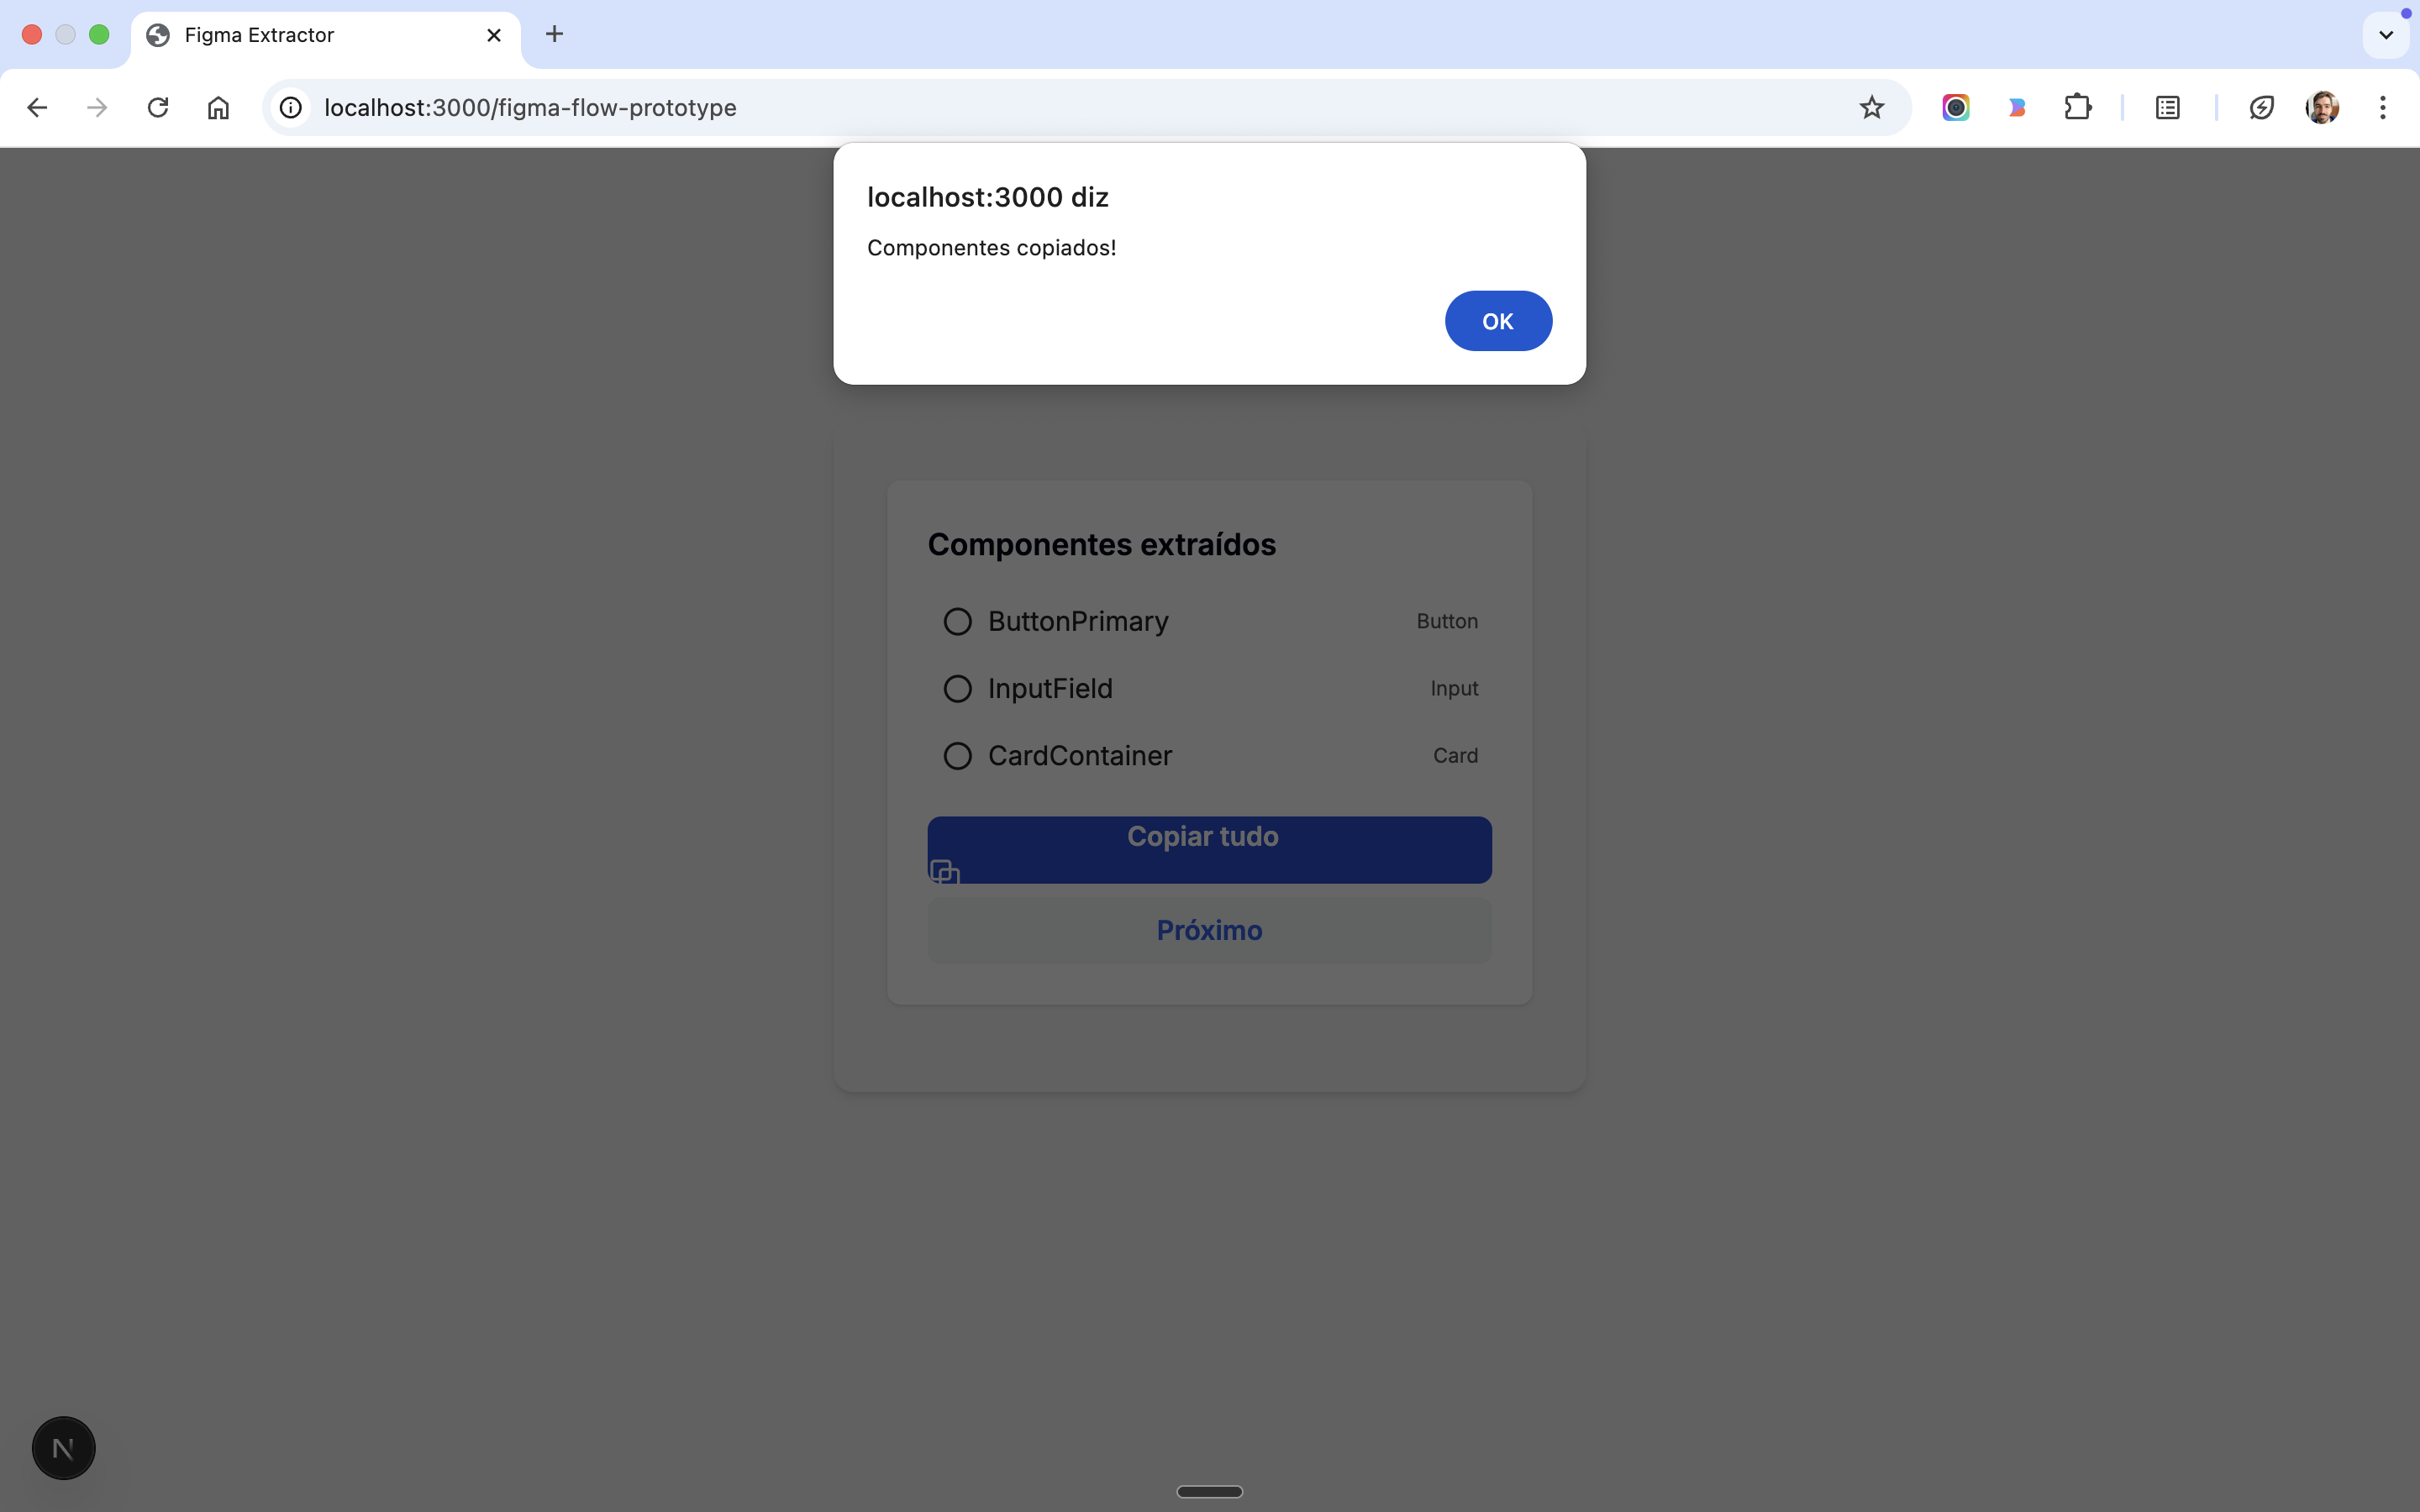 Figma Extractor
localhost:3000/figma-flow-prototype
localhost:3000 diz
Componentes copiados!
OK
Componentes extraídos
ButtonPrimary Button
InputField Input
CardContainer Card
Copiar tudo
Próximo
N